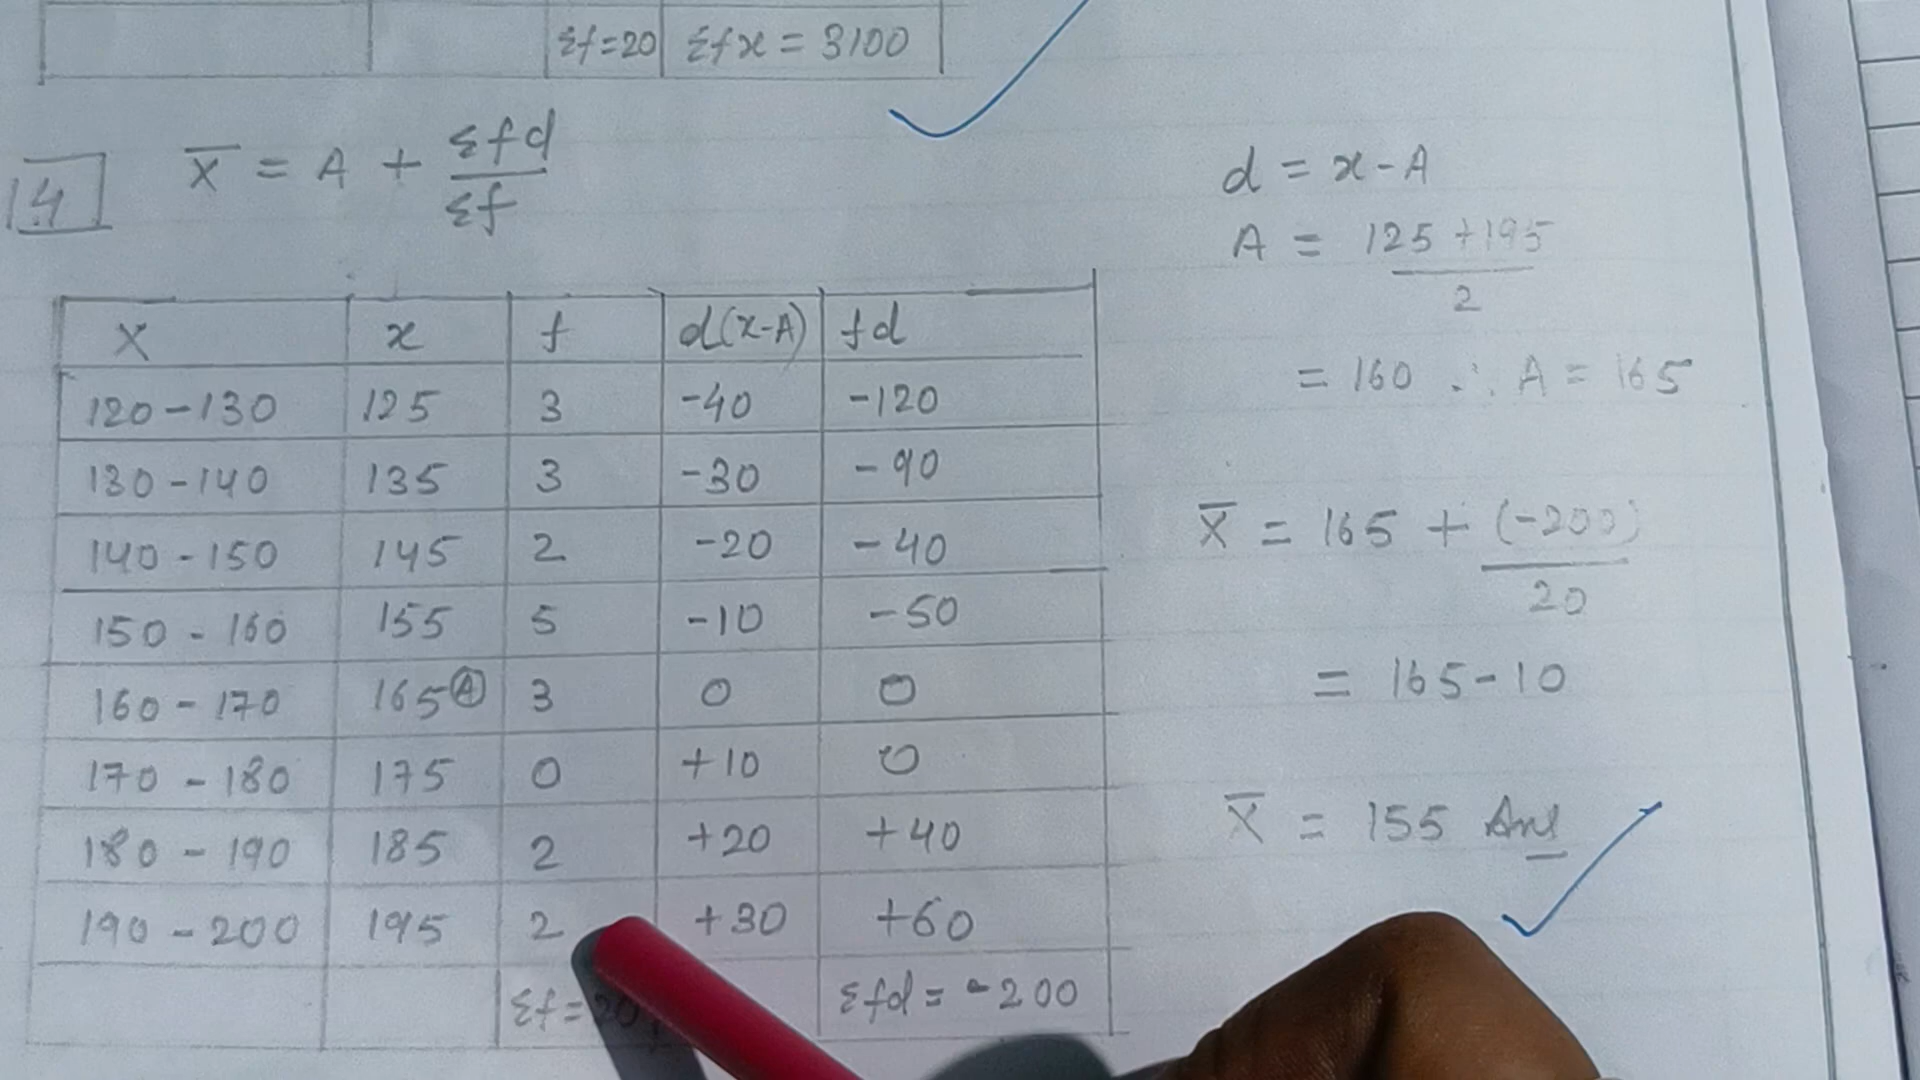 Σf=20 Σfx = 3100
14 X̄ = A + Σfd/Σf
d = x-A
A = 125+195/2
= 160 ∴ A = 165
X x f d(x-A) fd
120-130 125 3 -40 -120
130-140 135 3 -30 -90
140-150 145 2 -20 -40
150-160 155 5 -10 -50
160-170 165Ⓐ 3 0 0
170-180 175 0 +10 0
180-190 185 2 +20 +40
190-200 195 2 +30 +60
Σf=20 Σfd = -200
X̄ = 165 + (-200)/20
= 165-10
X̄ = 155 Ans